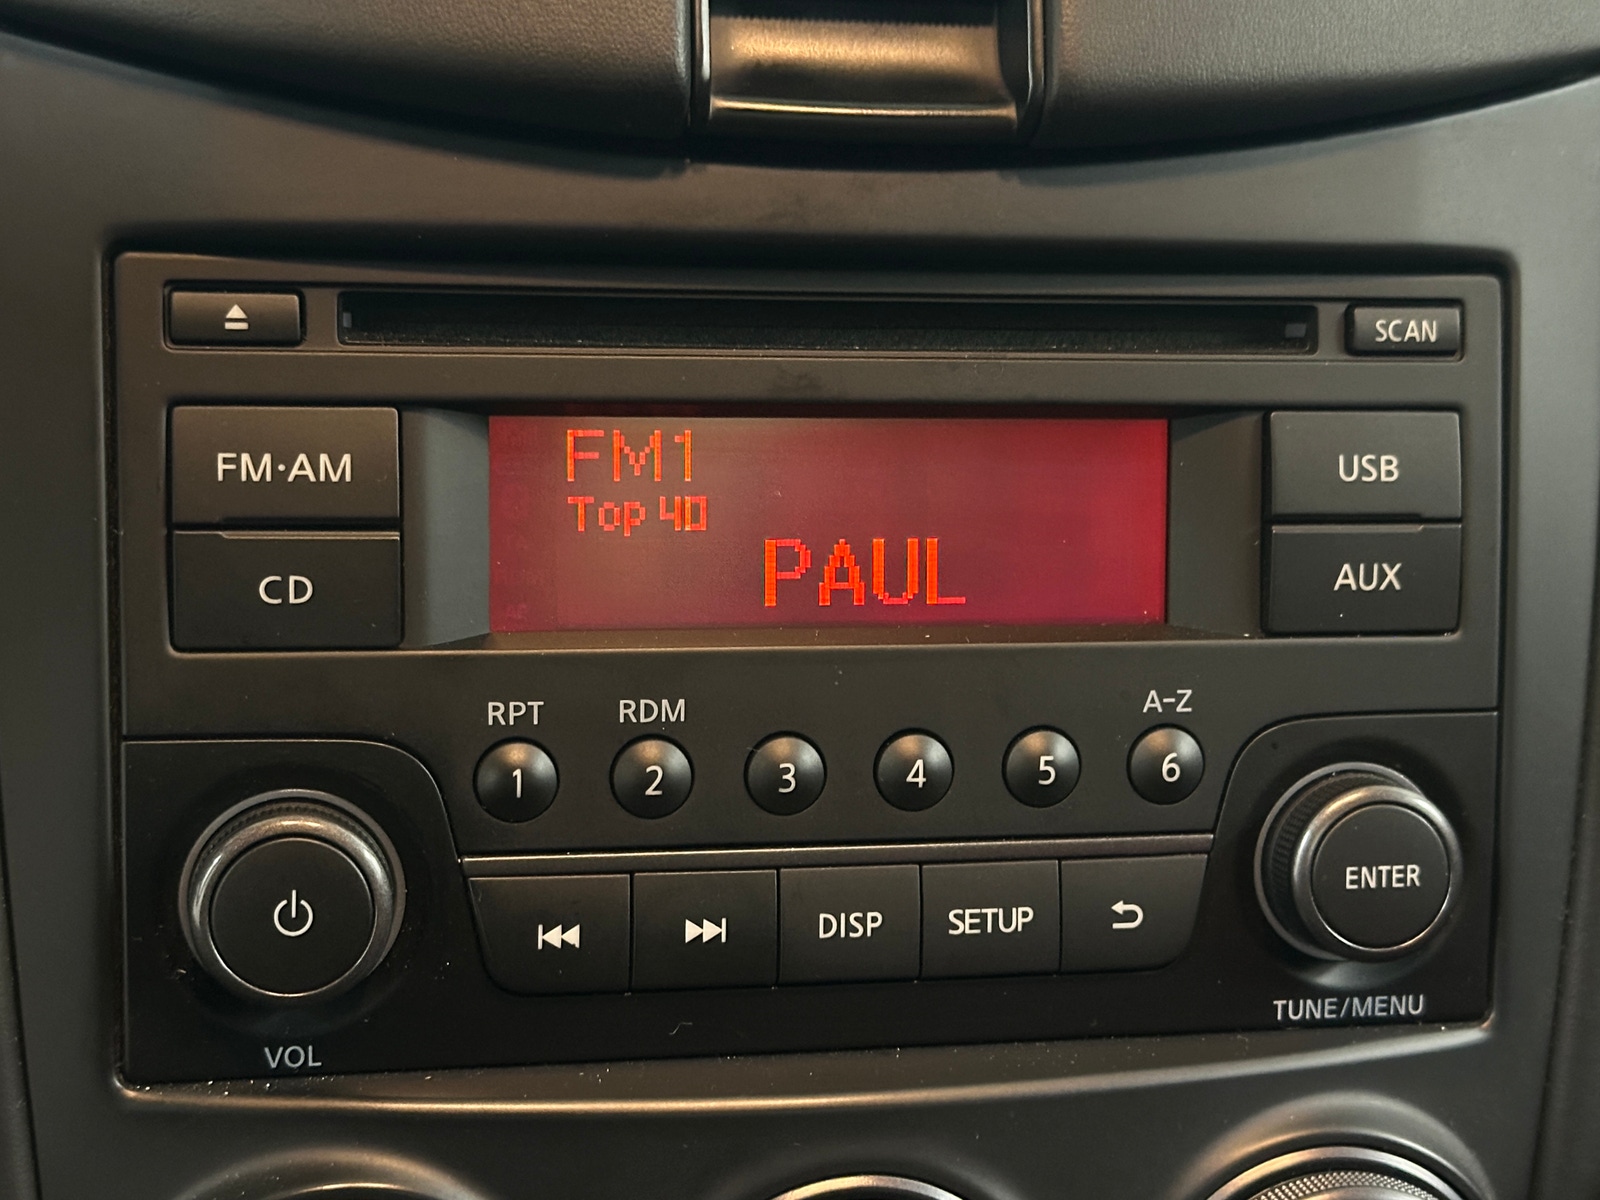 SCAN
FM·AM
FM1
USB
Top 40
PAUL
CD
AUX
RPT RDM A-Z
1 2 3 4 5 6
DISP SETUP ENTER
TUNE/MENU
VOL